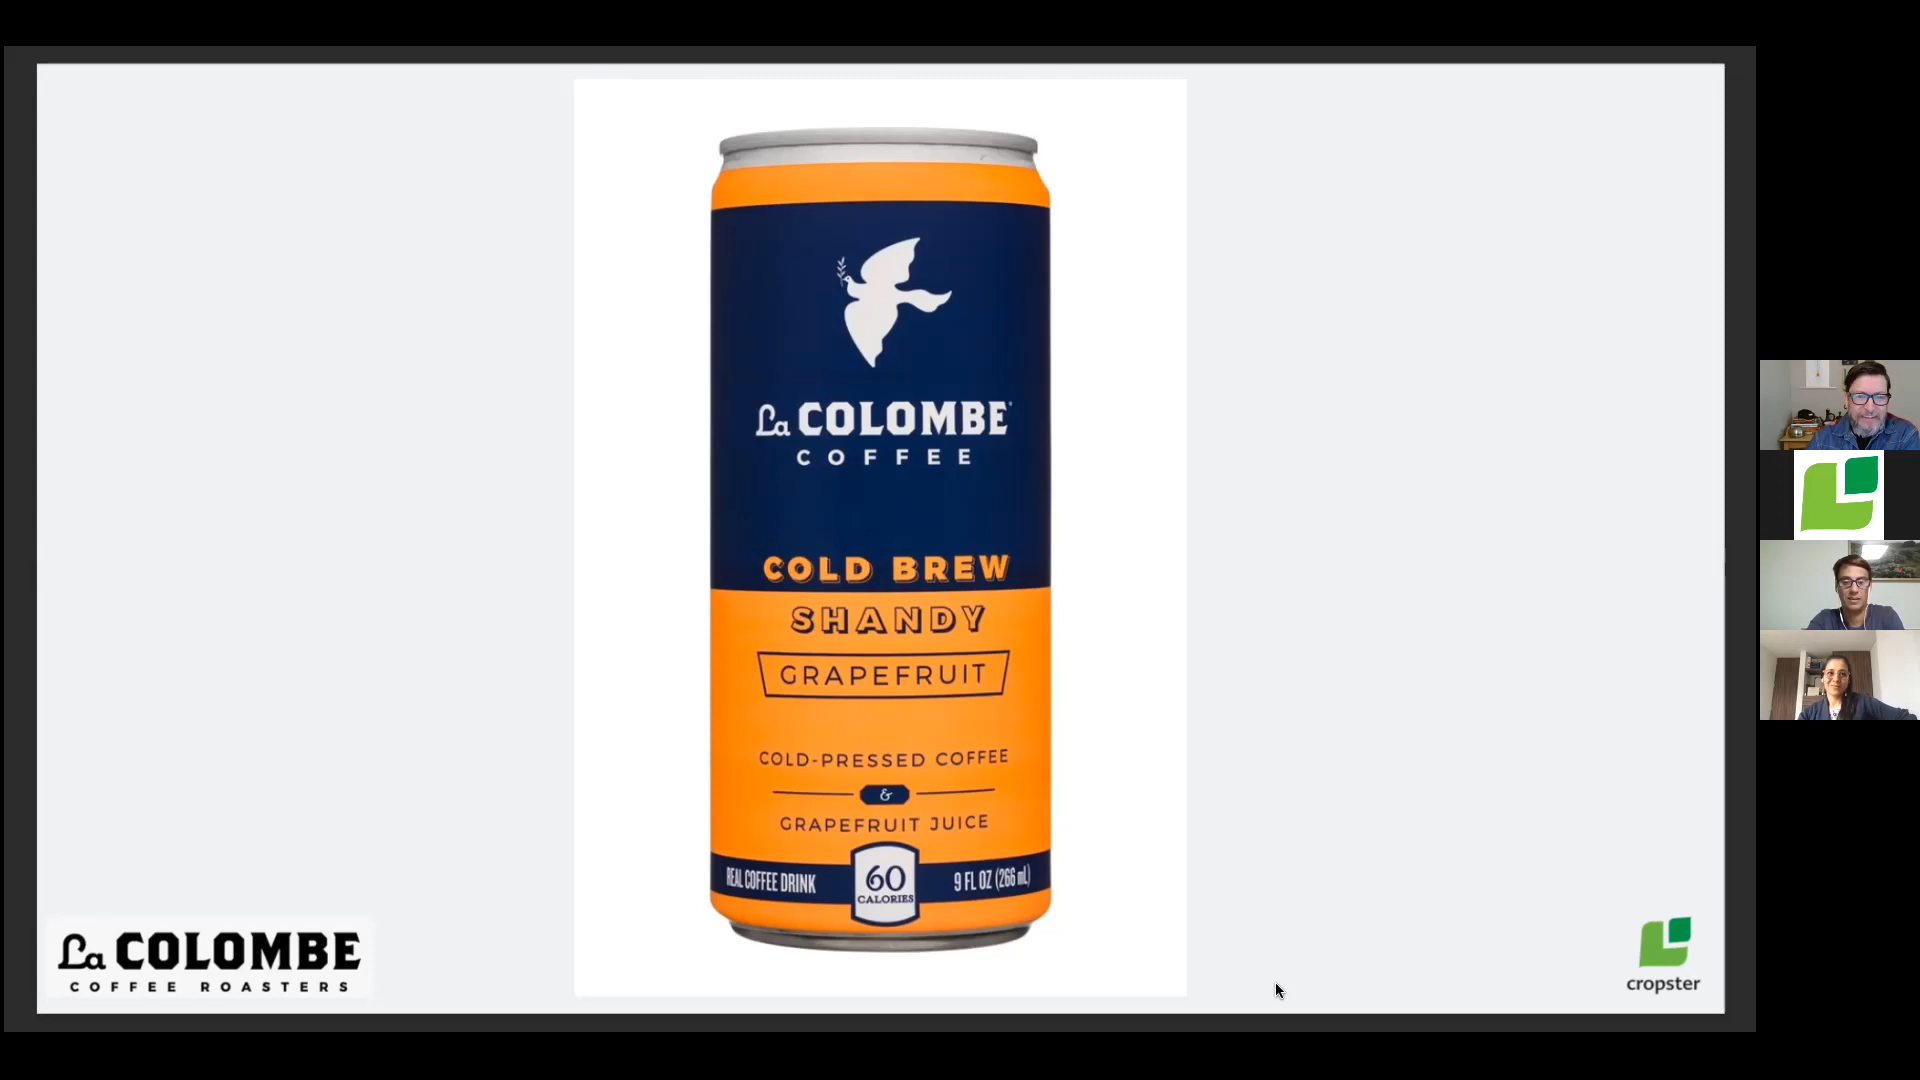 La COLOMBE
COFFEE
COLD BREW
SHANDY
GRAPEFRUIT
COLD-PRESSED COFFEE
&
GRAPEFRUIT JUICE
REAL COFFEE DRINK
60
CALORIES
9 FL OZ (266 mL)
La COLOMBE
COFFEE ROASTERS
cropster